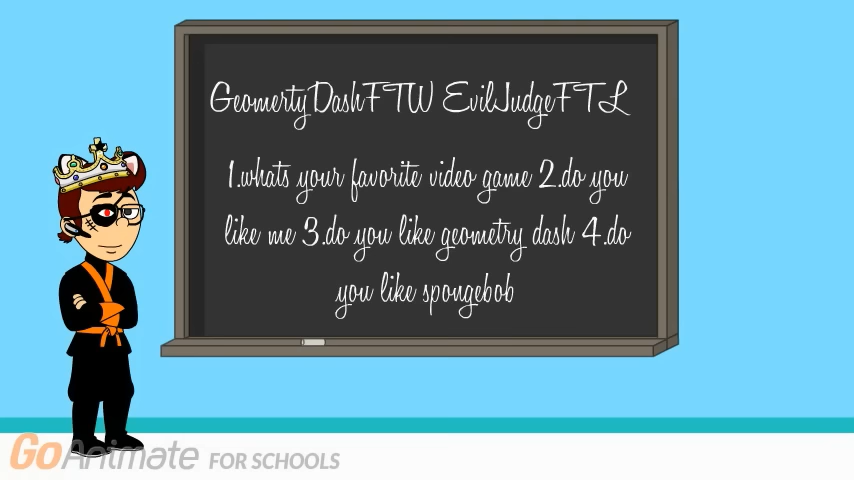 GeomertyDashFTW EvilJudgeFTL
1.whats your favorite video game 2.do you
like me 3.do you like geometry dash 4.do
you like spongebob
GoAnimate FOR SCHOOLS